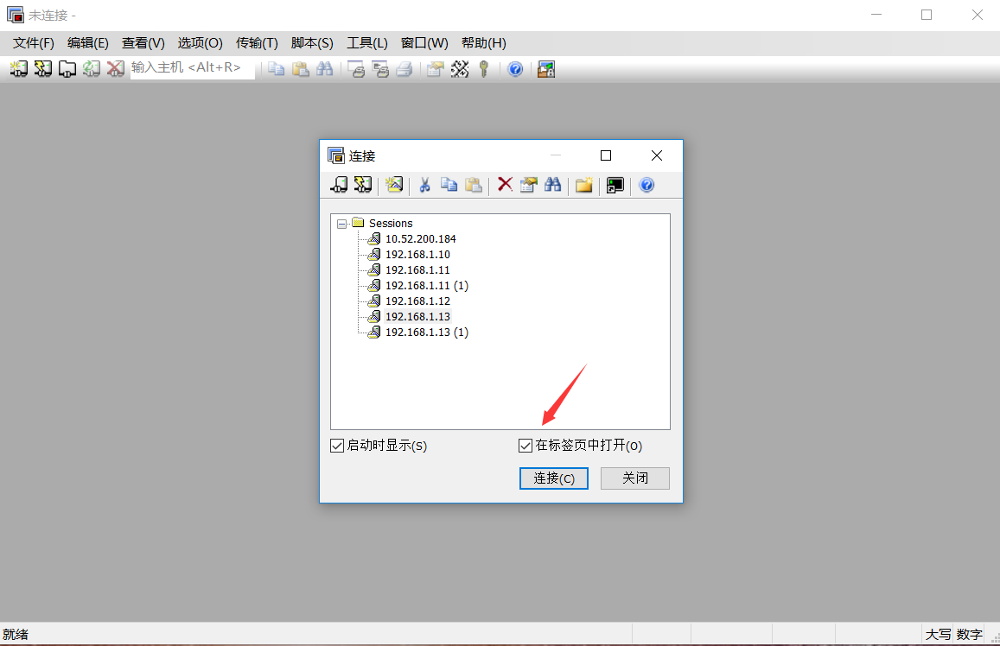 未连接 -
文件(F) 编辑(E) 查看(V) 选项(O) 传输(T) 脚本(S) 工具(L) 窗口(W) 帮助(H)
输入主机 <Alt+R>
连接
Sessions
10.52.200.184
192.168.1.10
192.168.1.11
192.168.1.11 (1)
192.168.1.12
192.168.1.13
192.168.1.13 (1)
启动时显示(S) 在标签页中打开(O)
连接(C) 关闭
就绪 大写 数字